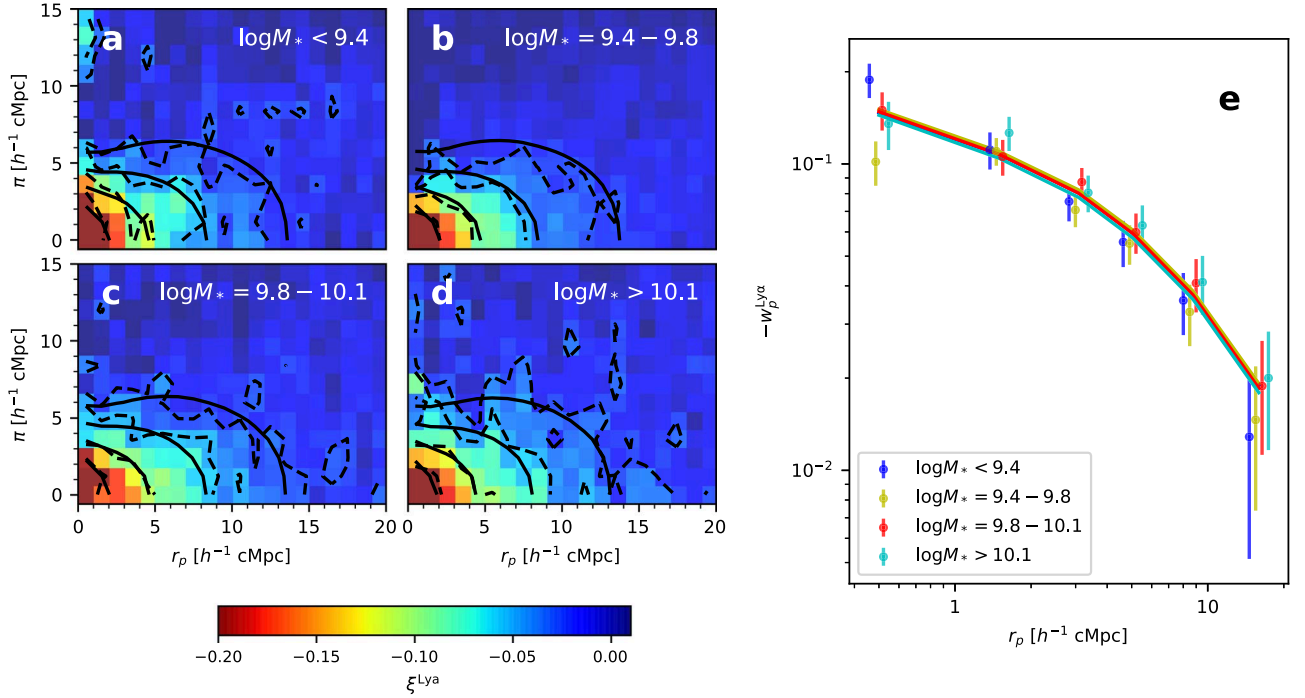 a
logM* < 9.4
b
logM* = 9.4 − 9.8
c
logM* = 9.8 − 10.1
d
logM* > 10.1
15
10
5
0
π [h⁻¹ cMpc]
15
10
5
0
π [h⁻¹ cMpc]
0 5 10 15 20
0 5 10 15 20
rₚ [h⁻¹ cMpc]
rₚ [h⁻¹ cMpc]
−0.20 −0.15 −0.10 −0.05 0.00
ξᴸʸᵃ
e
10⁻¹
10⁻²
−wₚᴸʸᵅ
logM* < 9.4
logM* = 9.4 − 9.8
logM* = 9.8 − 10.1
logM* > 10.1
1 10
rₚ [h⁻¹ cMpc]